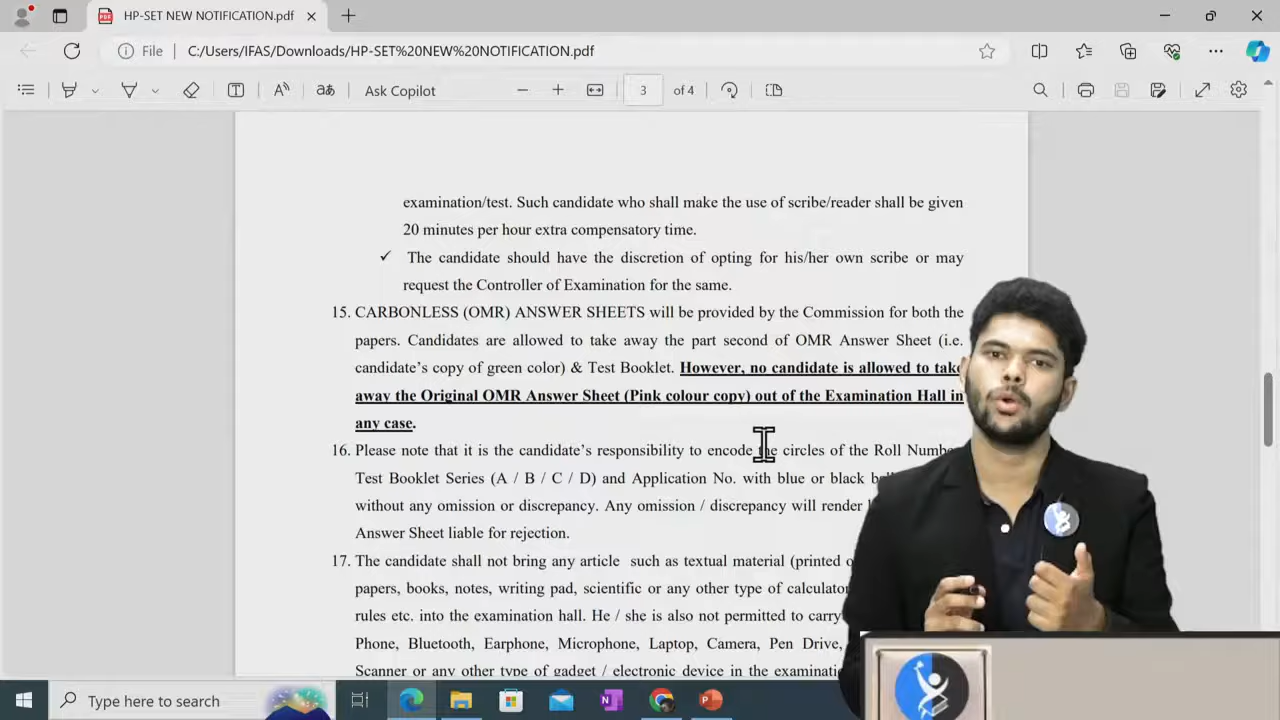 HP-SET NEW NOTIFICATION.pdf
File
C:/Users/IFAS/Downloads/HP-SET%20NEW%20NOTIFICATION.pdf
Ask Copilot
3 of 4
examination/test. Such candidate who shall make the use of scribe/reader shall be given
20 minutes per hour extra compensatory time.
✓ The candidate should have the discretion of opting for his/her own scribe or may
request the Controller of Examination for the same.
15. CARBONLESS (OMR) ANSWER SHEETS will be provided by the Commission for both the
papers. Candidates are allowed to take away the part second of OMR Answer Sheet (i.e.
candidate's copy of green color) & Test Booklet. However, no candidate is allowed to take
away the Original OMR Answer Sheet (Pink colour copy) out of the Examination Hall in
any case.
16. Please note that it is the candidate's responsibility to encode the circles of the Roll Number
Test Booklet Series (A / B / C / D) and Application No. with blue or black
without any omission or discrepancy. Any omission / discrepancy will render
Answer Sheet liable for rejection.
17. The candidate shall not bring any article such as textual material (printed
papers, books, notes, writing pad, scientific or any other type of calculator
rules etc. into the examination hall. He / she is also not permitted to carry
Phone, Bluetooth, Earphone, Microphone, Laptop, Camera, Pen Drive,
Scanner or any other type of gadget / electronic device in the
Type here to search